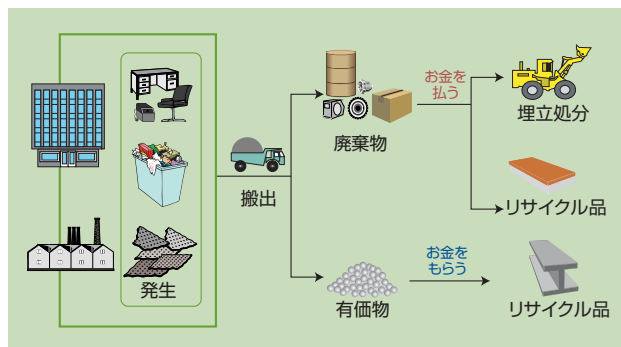 発生
搬出
廃棄物
お金を
払う
埋立処分
リサイクル品
有価物
お金を
もらう
リサイクル品